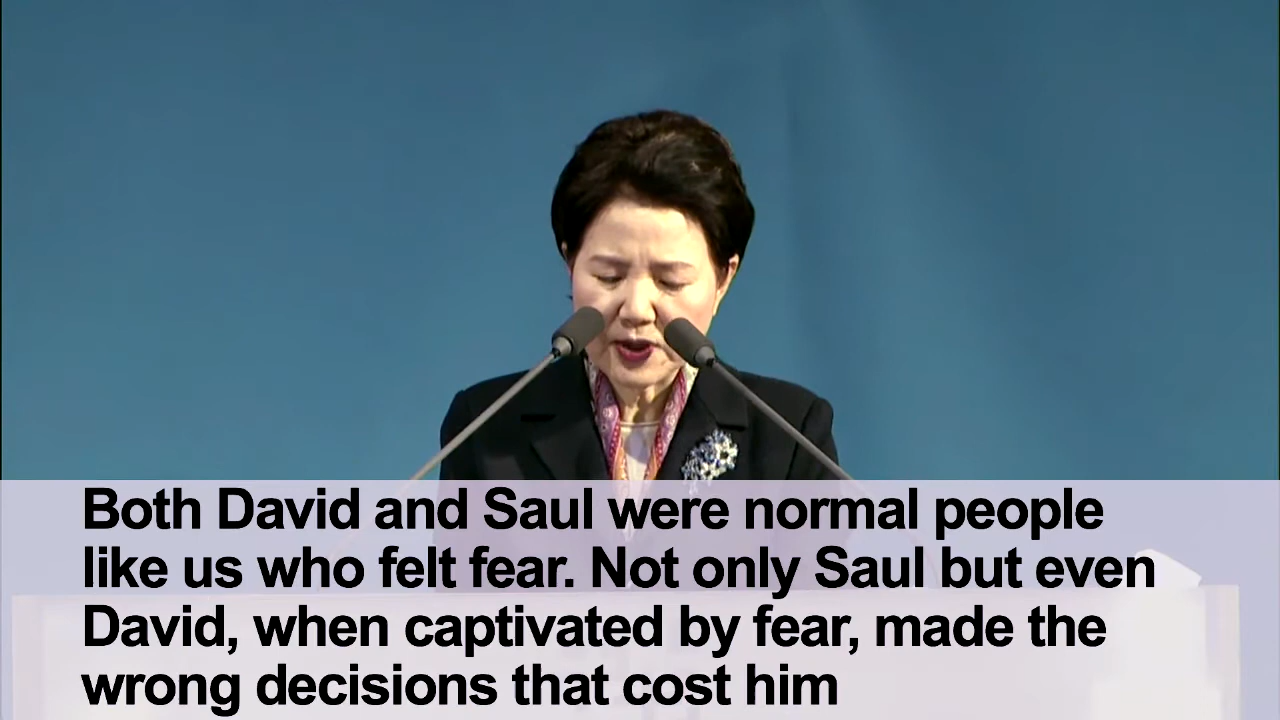 Both David and Saul were normal people
like us who felt fear. Not only Saul but even
David, when captivated by fear, made the
wrong decisions that cost him